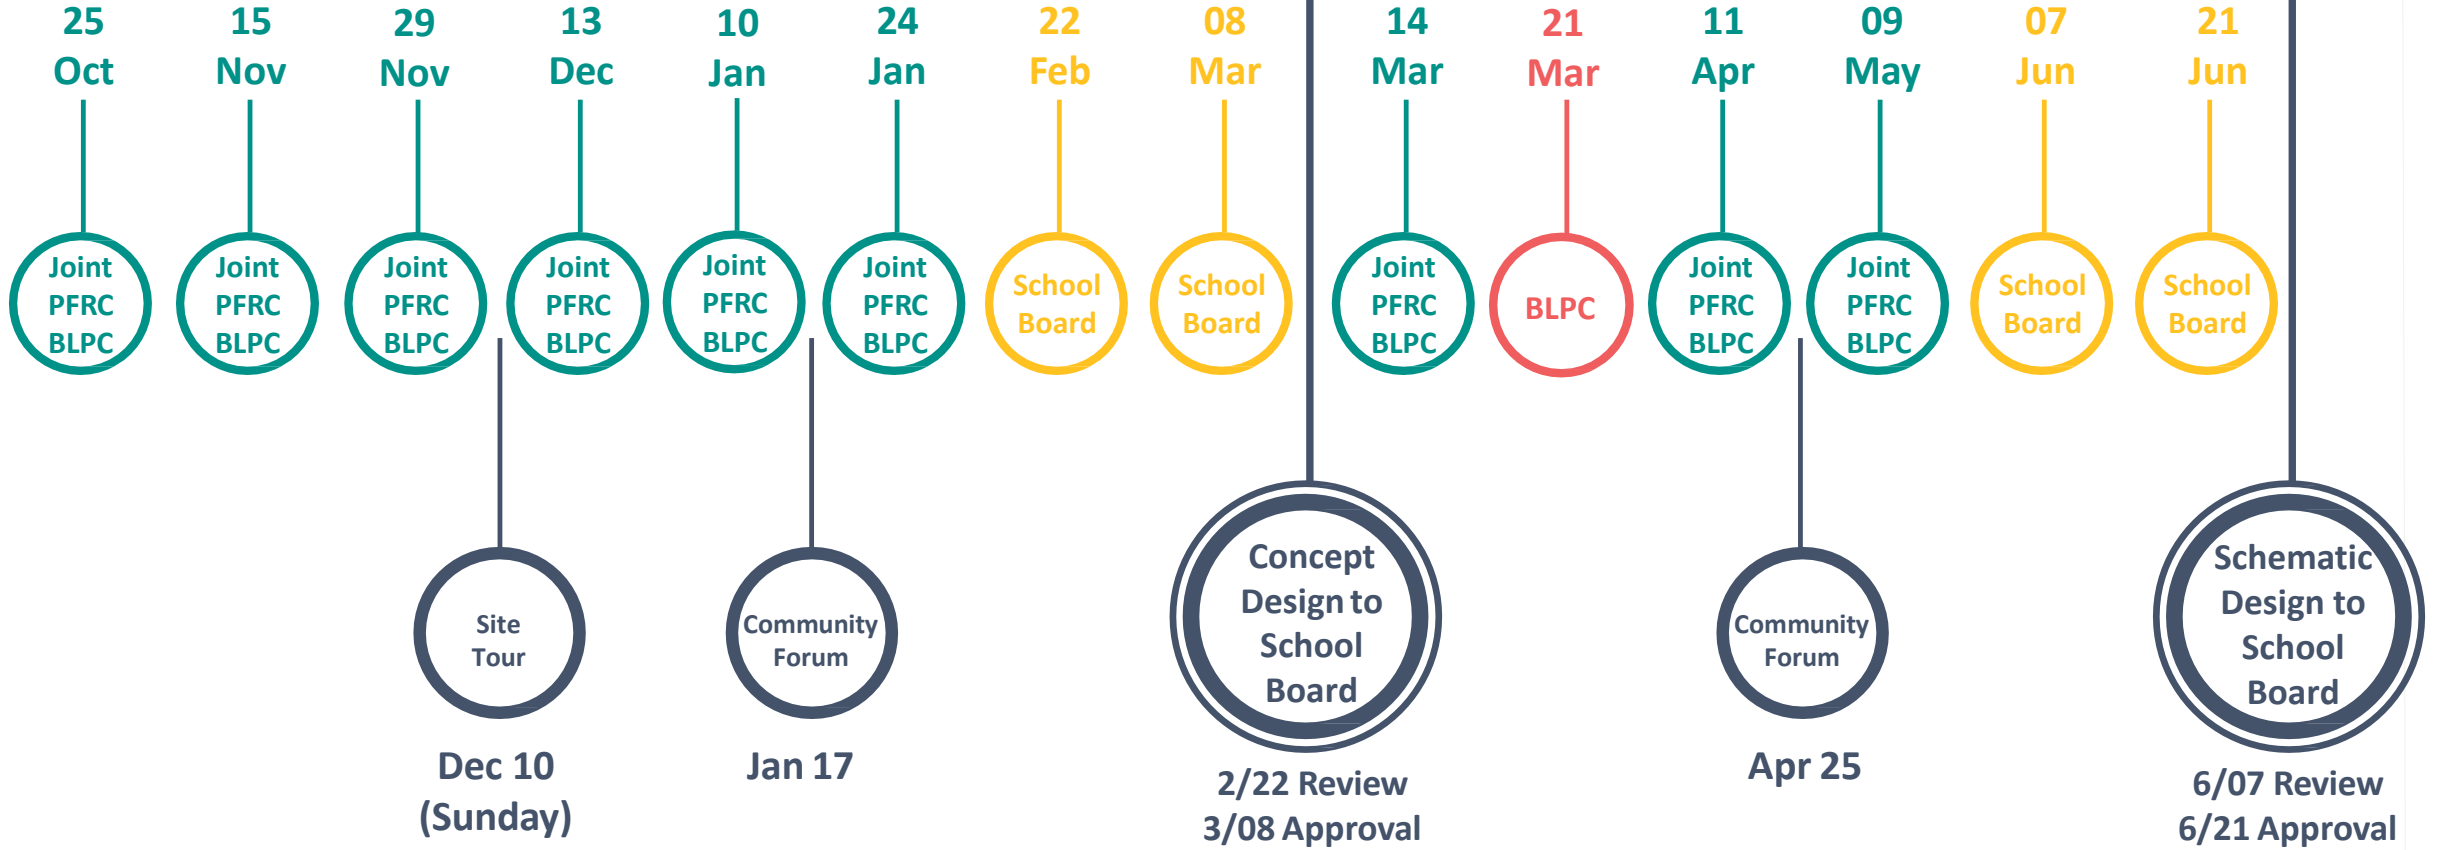 25
Oct
15
Nov
29
Nov
13
Dec
10
Jan
24
Jan
22
Feb
08
Mar
14
Mar
21
Mar
11
Apr
09
May
07
Jun
21
Jun
Joint
PFRC
BLPC
Joint
PFRC
BLPC
Joint
PFRC
BLPC
Joint
PFRC
BLPC
Joint
PFRC
BLPC
Joint
PFRC
BLPC
School
Board
School
Board
Joint
PFRC
BLPC
BLPC
Joint
PFRC
BLPC
Joint
PFRC
BLPC
School
Board
School
Board
Site
Tour
Dec 10
(Sunday)
Community
Forum
Jan 17
Concept
Design to
School
Board
2/22 Review
3/08 Approval
Community
Forum
Apr 25
Schematic
Design to
School
Board
6/07 Review
6/21 Approval